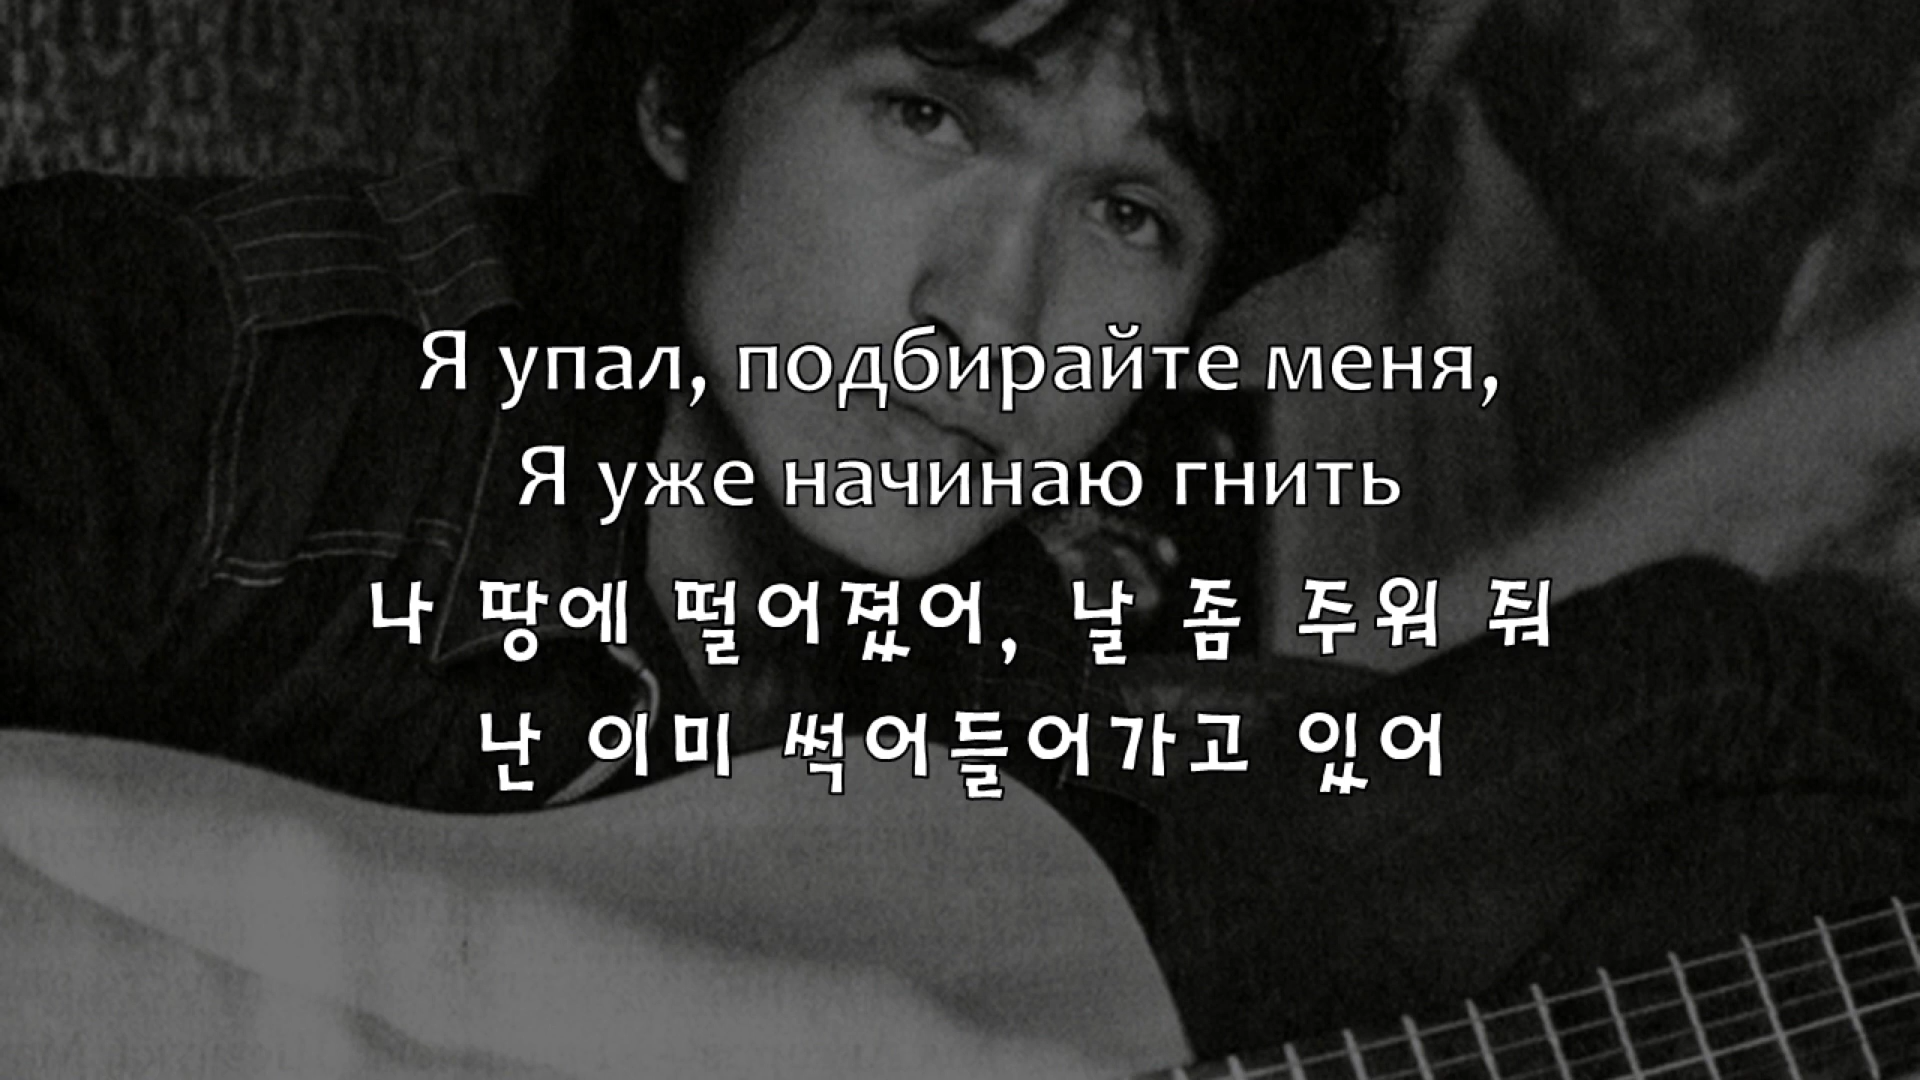 Я упал, подбирайте меня,
Я уже начинаю гнить
나 땅에 떨어졌어, 날 좀 주워 줘
난 이미 썩어들어가고 있어